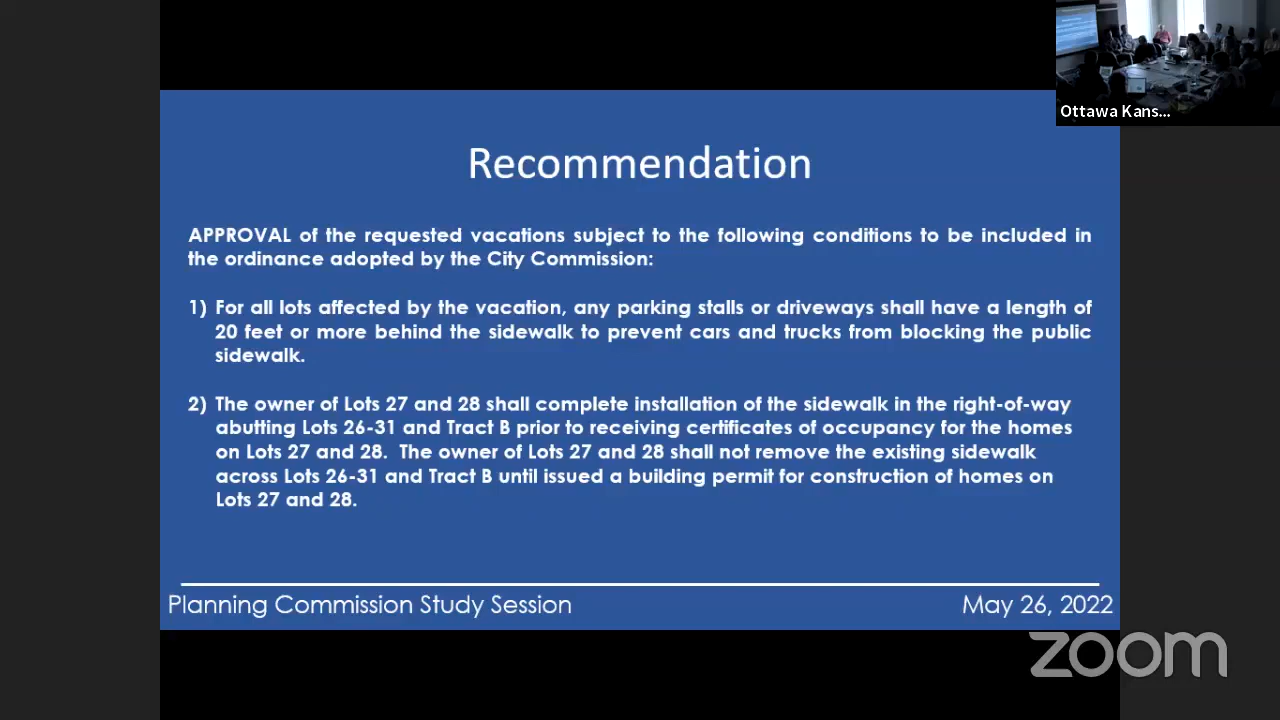 Ottawa Kans...
Recommendation
APPROVAL of the requested vacations subject to the following conditions to be included in
the ordinance adopted by the City Commission:
1) For all lots affected by the vacation, any parking stalls or driveways shall have a length of
20 feet or more behind the sidewalk to prevent cars and trucks from blocking the public
sidewalk.
2) The owner of Lots 27 and 28 shall complete installation of the sidewalk in the right-of-way
abutting Lots 26-31 and Tract B prior to receiving certificates of occupancy for the homes
on Lots 27 and 28. The owner of Lots 27 and 28 shall not remove the existing sidewalk
across Lots 26-31 and Tract B until issued a building permit for construction of homes on
Lots 27 and 28.
Planning Commission Study Session
May 26, 2022
zoom